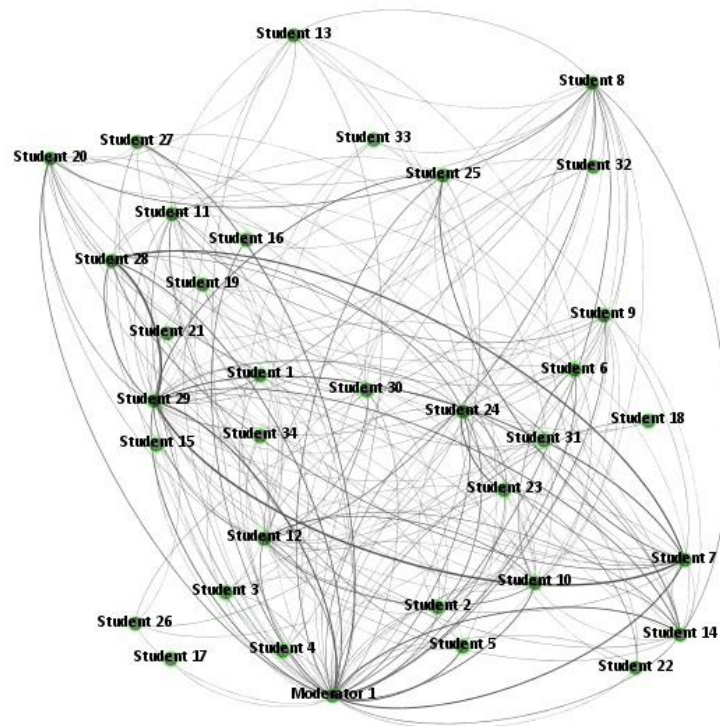 Student 13
Student 8
Student 27
Student 33
Student 20
Student 32
Student 25
Student 11
Student 16
Student 28
Student 19
Student 9
Student 21
Student 1
Student 6
Student 30
Student 29
Student 24
Student 18
Student 15
Student 34
Student 31
Student 23
Student 12
Student 7
Student 3
Student 10
Student 2
Student 26
Student 14
Student 4
Student 5
Student 17
Student 22
Moderator 1